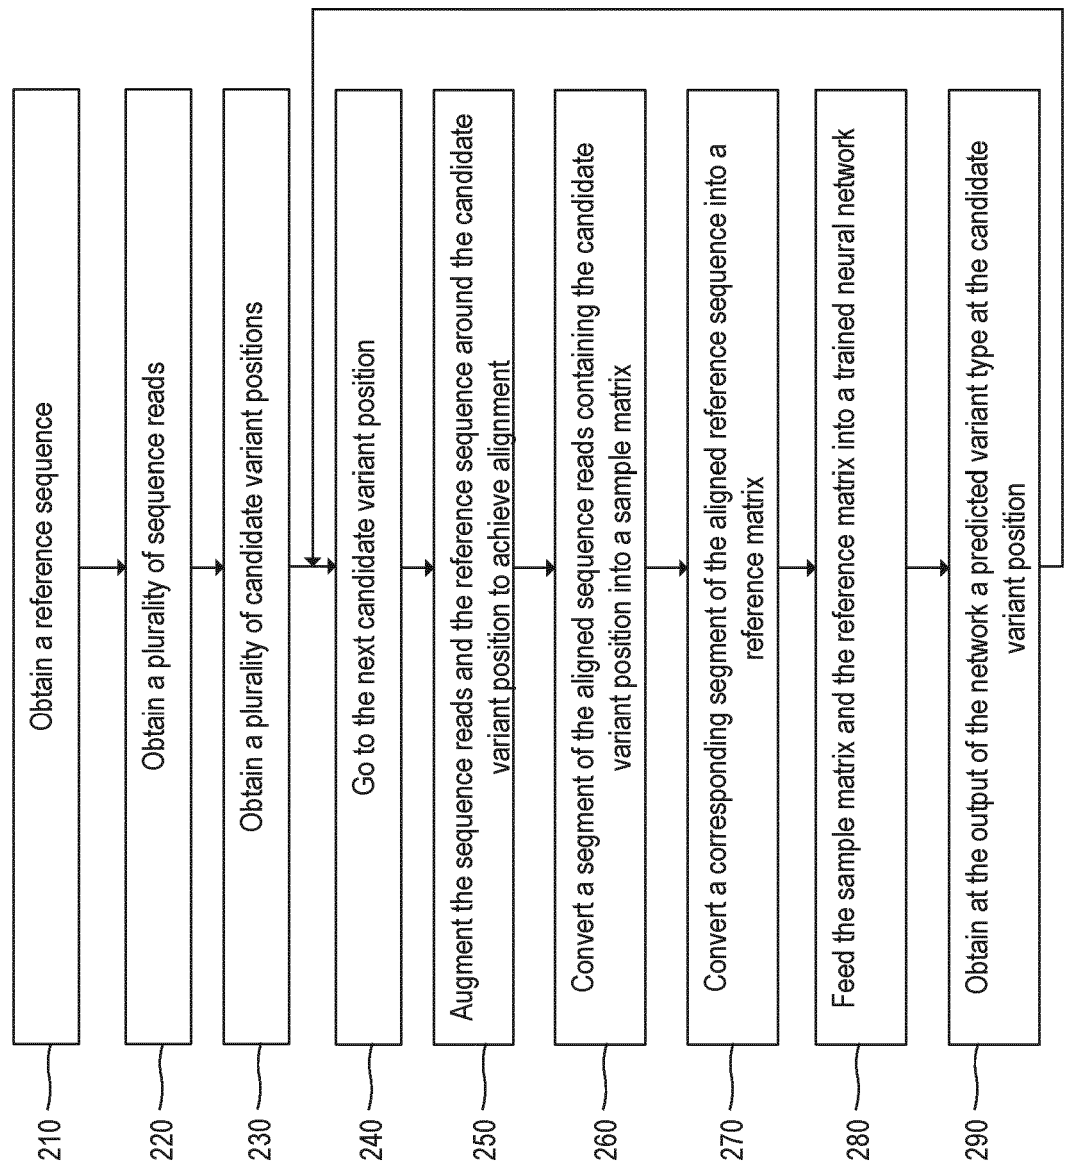 210
Obtain a reference sequence
220
Obtain a plurality of sequence reads
230
Obtain a plurality of candidate variant positions
240
Go to the next candidate variant position
250
Augment the sequence reads and the reference sequence around the candidate
variant position to achieve alignment
260
Convert a segment of the aligned sequence reads containing the candidate
variant position into a sample matrix
270
Convert a corresponding segment of the aligned reference sequence into a
reference matrix
280
Feed the sample matrix and the reference matrix into a trained neural network
290
Obtain at the output of the network a predicted variant type at the candidate
variant position